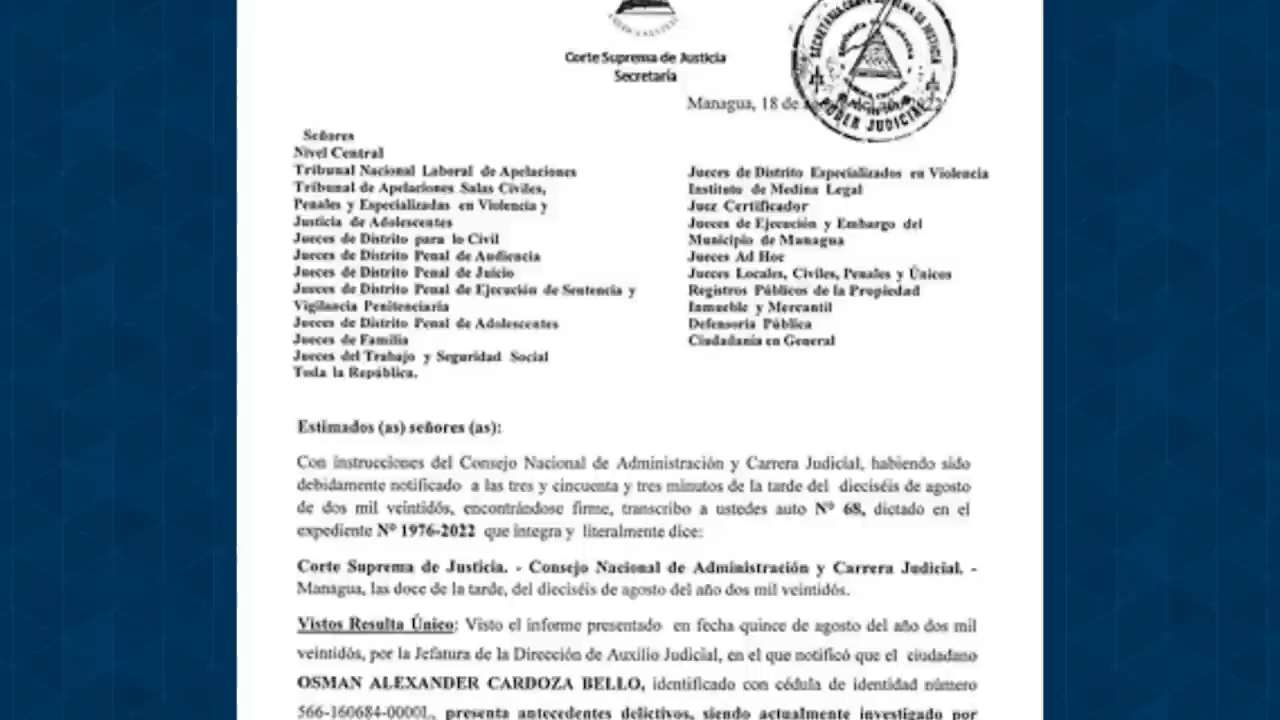 Corte Suprema de Justicia
Secretaría
SECRETARIA CORTE SUPREMA DE JUSTICIA
PODER JUDICIAL
Managua, 18 de
Señores
Nivel Central
Tribunal Nacional Laboral de Apelaciones
Tribunal de Apelaciones Salas Civiles,
Penales y Especializadas en Violencia y
Justicia de Adolescentes
Jueces de Distrito para lo Civil
Jueces de Distrito Penal de Audiencia
Jueces de Distrito Penal de Juicio
Jueces de Distrito Penal de Ejecución de Sentencia y
Vigilancia Penitenciaria
Jueces de Distrito Penal de Adolescentes
Jueces de Familia
Jueces del Trabajo y Seguridad Social
Toda la República.
Jueces de Distrito Especializados en Violencia
Instituto de Medina Legal
Juez Certificador
Jueces de Ejecución y Embargo del
Municipio de Managua
Jueces Ad Hoc
Jueces Locales, Civiles, Penales y Únicos
Registros Públicos de la Propiedad
Inmueble y Mercantil
Defensoría Pública
Ciudadanía en General
Estimados (as) señores (as):
Con instrucciones del Consejo Nacional de Administración y Carrera Judicial, habiendo sido
debidamente notificado a las tres y cincuenta y tres minutos de la tarde del dieciséis de agosto
de dos mil veintidós, encontrándose firme, transcribo a ustedes auto Nº 68, dictado en el
expediente Nº 1976-2022 que íntegra y literalmente dice:
Corte Suprema de Justicia. - Consejo Nacional de Administración y Carrera Judicial. -
Managua, las doce de la tarde, del dieciséis de agosto del año dos mil veintidós.
Vistos Resulta Único: Visto el informe presentado en fecha quince de agosto del año dos mil
veintidós, por la Jefatura de la Dirección de Auxilio Judicial, en el que notificó que el ciudadano
OSMAN ALEXANDER CARDOZA BELLO, identificado con cédula de identidad número
566-160684-0000L, presenta antecedentes delictivos, siendo actualmente investigado por